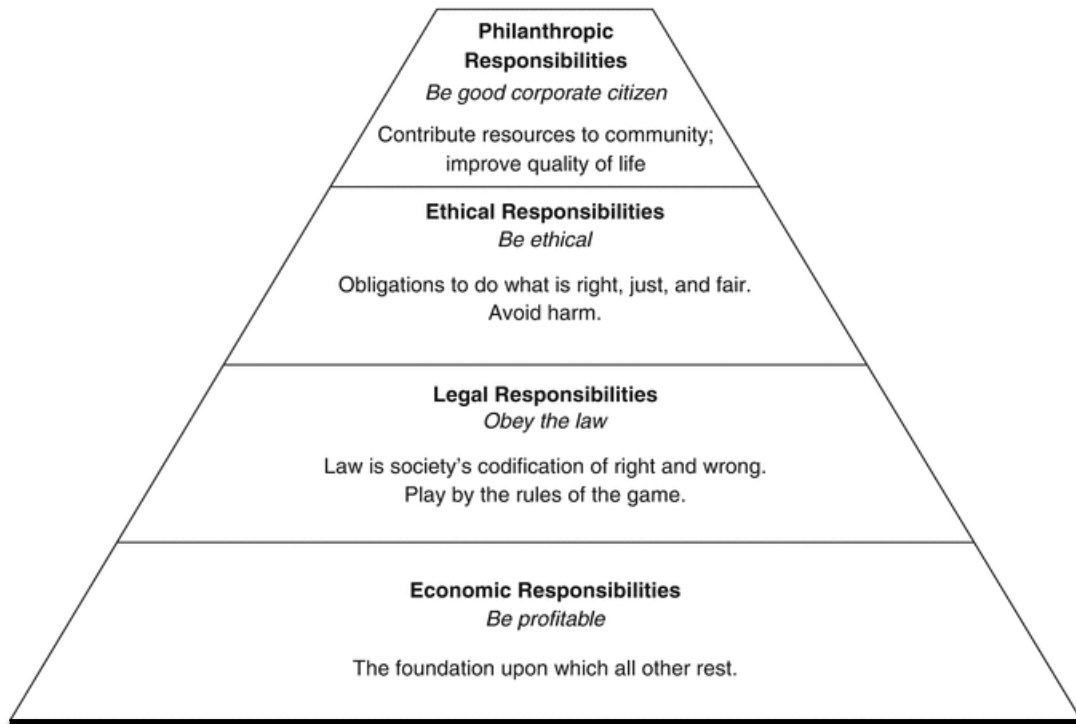 Philanthropic
Responsibilities
Be good corporate citizen
Contribute resources to community;
improve quality of life
Ethical Responsibilities
Be ethical
Obligations to do what is right, just, and fair.
Avoid harm.
Legal Responsibilities
Obey the law
Law is society’s codification of right and wrong.
Play by the rules of the game.
Economic Responsibilities
Be profitable
The foundation upon which all other rest.